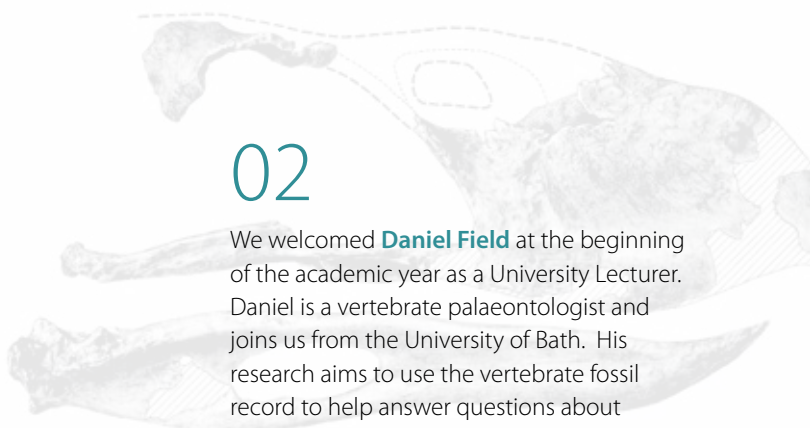 02
We welcomed Daniel Field at the beginning
of the academic year as a University Lecturer.
Daniel is a vertebrate palaeontologist and
joins us from the University of Bath.  His
research aims to use the vertebrate fossil
record to help answer questions about